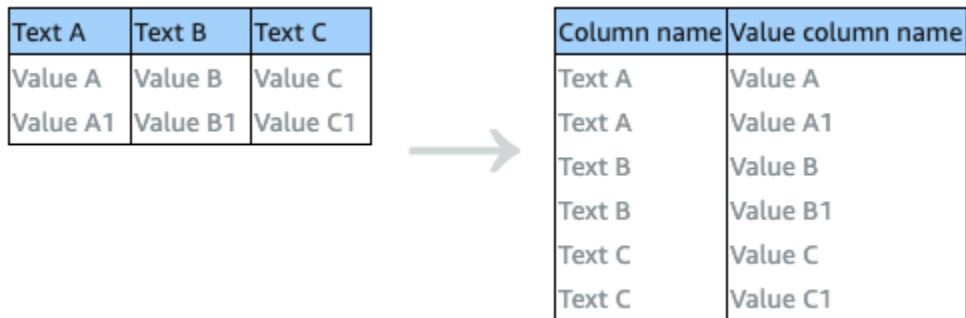 Text A Text B Text C
Value A Value B Value C
Value A1 Value B1 Value C1
Column name Value column name
Text A Value A
Text A Value A1
Text B Value B
Text B Value B1
Text C Value C
Text C Value C1